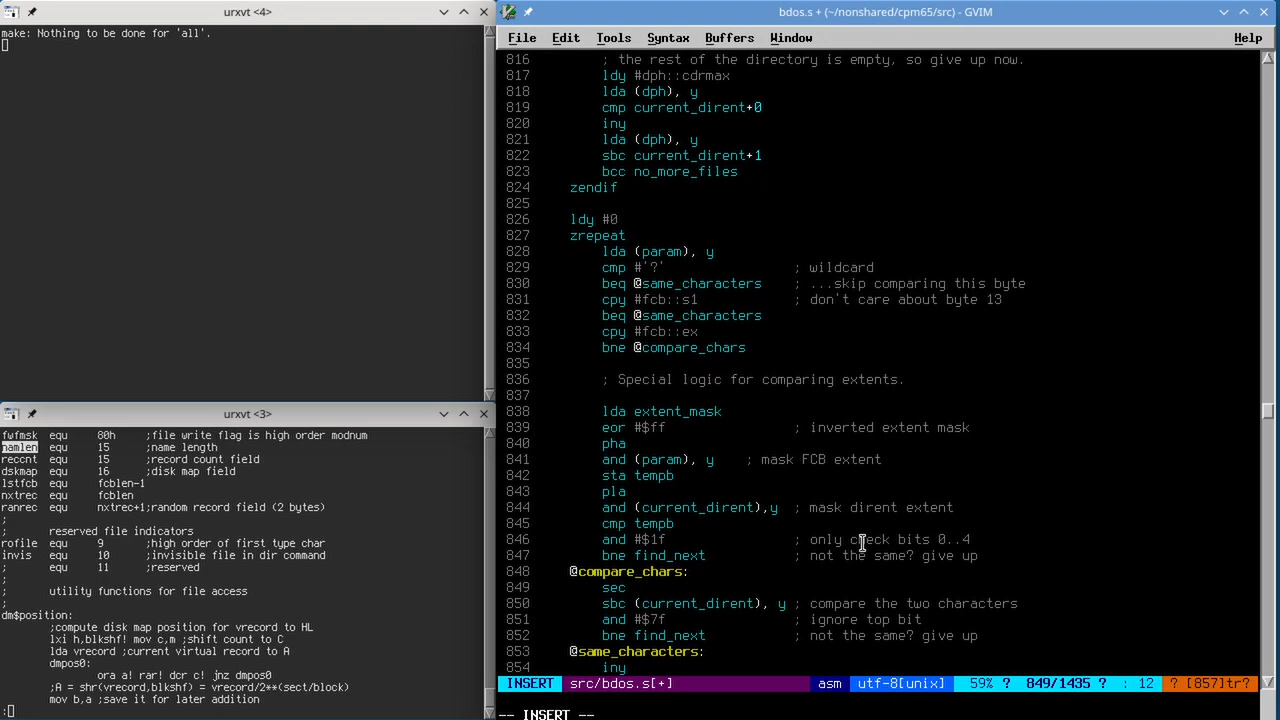 urxvt <4>
make: Nothing to be done for 'all'.
urxvt <3>
fwfmsk equ 80h ;file write flag is high order modnum
namlen equ 15 ;name length
reccnt equ 15 ;record count field
dskmap equ 16 ;disk map field
lstfcb equ fcblen-1
nxtrec equ fcblen
ranrec equ nxtrec+1;random record field (2 bytes)
;
; reserved file indicators
rofile equ 9 ;high order of first type char
invis equ 10 ;invisible file in dir command
; equ 11 ;reserved
;
; utility functions for file access
;
dm$position:
;compute disk map position for vrecord to HL
lxi h,blkshf! mov c,m ;shift count to C
lda vrecord ;current virtual record to A
dmpos0:
ora a! rar! dcr c! jnz dmpos0
;A = shr(vrecord,blkshf) = vrecord/2**(sect/block)
mov b,a ;save it for later addition
:
bdos.s + (~/nonshared/cpm65/src) - GVIM
File Edit Tools Syntax Buffers Window Help
816 ; the rest of the directory is empty, so give up now.
817 ldy #dph::cdrmax
818 lda (dph), y
819 cmp current_dirent+0
820 iny
821 lda (dph), y
822 sbc current_dirent+1
823 bcc no_more_files
824 zendif
825
826 ldy #0
827 zrepeat
828 lda (param), y
829 cmp #'?' ; wildcard
830 beq @same_characters ; ...skip comparing this byte
831 cpy #fcb::s1 ; don't care about byte 13
832 beq @same_characters
833 cpy #fcb::ex
834 bne @compare_chars
835
836 ; Special logic for comparing extents.
837
838 lda extent_mask
839 eor #$ff ; inverted extent mask
840 pha
841 and (param), y ; mask FCB extent
842 sta tempb
843 pla
844 and (current_dirent),y ; mask dirent extent
845 cmp tempb
846 and #$1f ; only check bits 0..4
847 bne find_next ; not the same? give up
848 @compare_chars:
849 sec
850 sbc (current_dirent), y ; compare the two characters
851 and #$7f ; ignore top bit
852 bne find_next ; not the same? give up
853 @same_characters:
854 iny
INSERT src/bdos.s[+] asm utf-8[unix] 59% ? 849/1435 ? : 12 ? [857]tr?
-- INSERT --